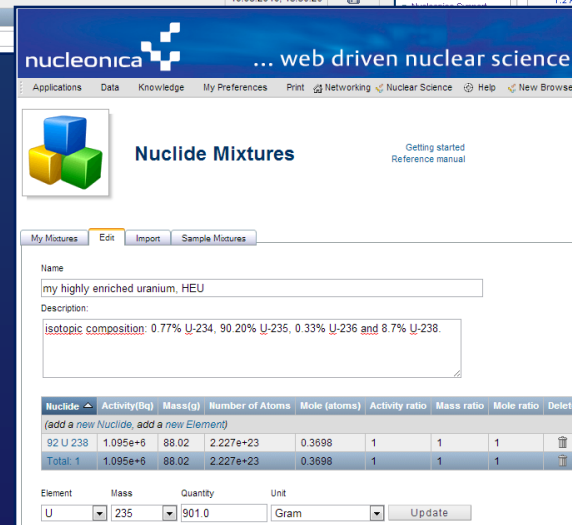 nucleonica
... web driven nuclear science
Applications Data Knowledge My Preferences Print Networking Nuclear Science Help New Browse
Nuclide Mixtures
Getting started
Reference manual
My Mixtures Edit Import Sample Mixtures
Name
my highly enriched uranium, HEU
Description:
isotopic composition: 0.77% U-234, 90.20% U-235, 0.33% U-236 and 8.7% U-238.
Nuclide Activity(Bq) Mass(g) Number of Atoms Mole (atoms) Activity ratio Mass ratio Mole ratio Delet
(add a new Nuclide, add a new Element)
92 U 238 1.095e+6 88.02 2.227e+23 0.3698 1 1 1
Total: 1 1.095e+6 88.02 2.227e+23 0.3698 1 1 1
Element Mass Quantity Unit
U 235 901.0 Gram Update